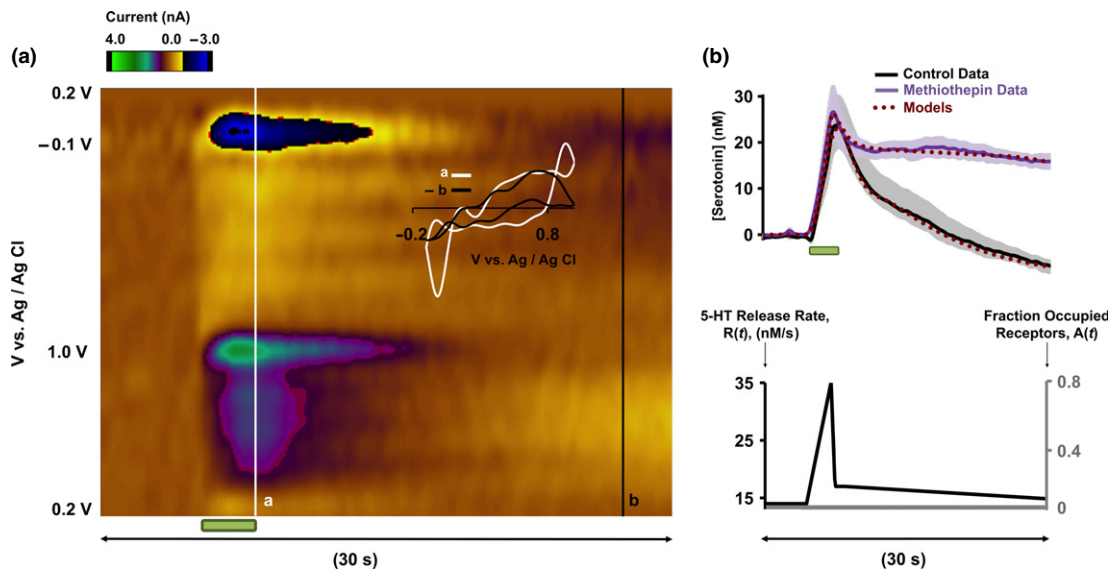 Current (nA)
4.0 0.0 −3.0
(a)
0.2 V
−0.1 V
1.0 V
0.2 V
V vs. Ag / Ag Cl
a
− b
−0.2
0.8
V vs. Ag / Ag Cl
a
b
(30 s)
(b)
Control Data
Methiothepin Data
Models
[Serotonin] (nM)
30
20
10
0
5-HT Release Rate,
R(t), (nM/s)
Fraction Occupied
Receptors, A(t)
35
25
15
0.8
0.4
0
(30 s)